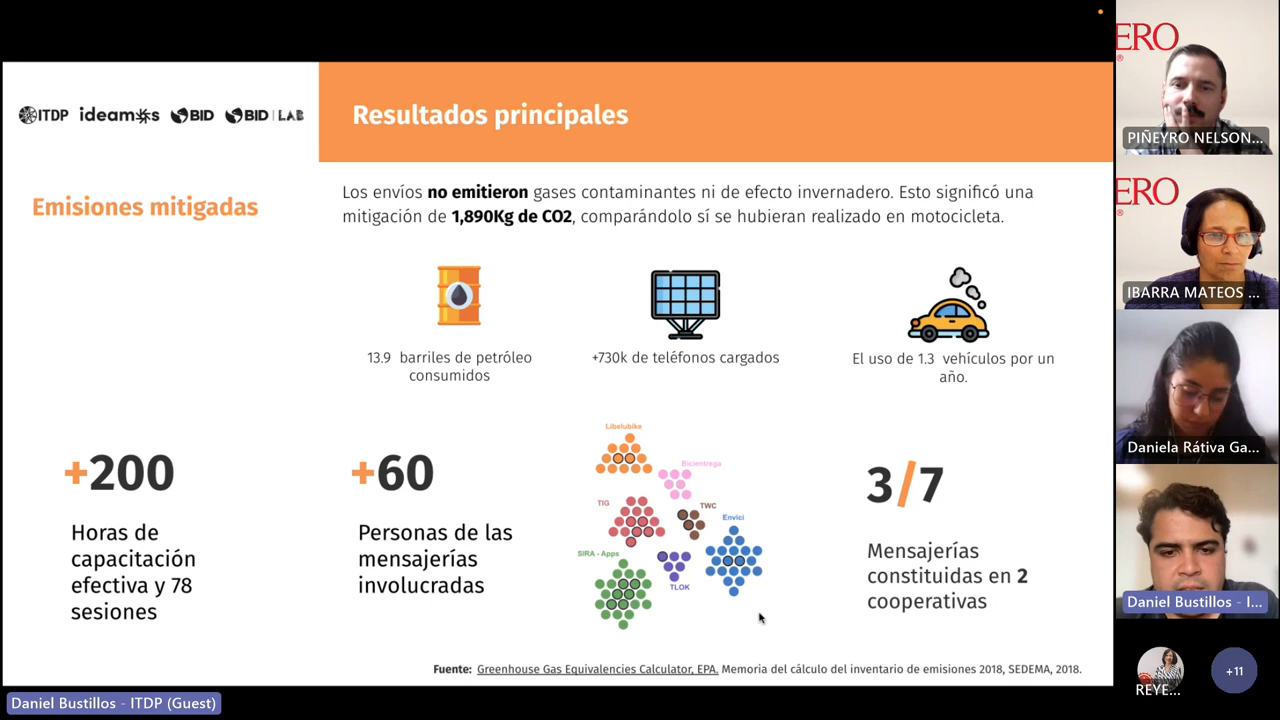 ITDP ideamos BID BID | LAB
Resultados principales
Emisiones mitigadas
Los envíos no emitieron gases contaminantes ni de efecto invernadero. Esto significó una
mitigación de 1,890Kg de CO2, comparándolo sí se hubieran realizado en motocicleta.
13.9 barriles de petróleo
consumidos
+730k de teléfonos cargados
El uso de 1.3 vehículos por un
año.
+200
Horas de
capacitación
efectiva y 78
sesiones
+60
Personas de las
mensajerías
involucradas
Libelubike
Bicientrega
TIG
TWC
Envici
SIRA - Apps
TLOK
3/7
Mensajerías
constituidas en 2
cooperativas
Fuente: Greenhouse Gas Equivalencies Calculator, EPA. Memoria del cálculo del inventario de emisiones 2018, SEDEMA, 2018.
Daniel Bustillos - ITDP (Guest)
ERO
PIÑEYRO NELSON...
ERO
IBARRA MATEOS ...
Daniela Rátiva Ga...
Daniel Bustillos - I...
REYE...
+11